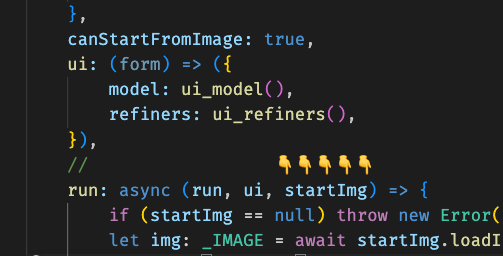 },
canStartFromImage: true,
ui: (form) => ({
model: ui_model(),
refiners: ui_refiners(),
}),
// 👇👇👇👇👇
run: async (run, ui, startImg) => {
if (startImg == null) throw new Error(
let img: _IMAGE = await startImg.loadI